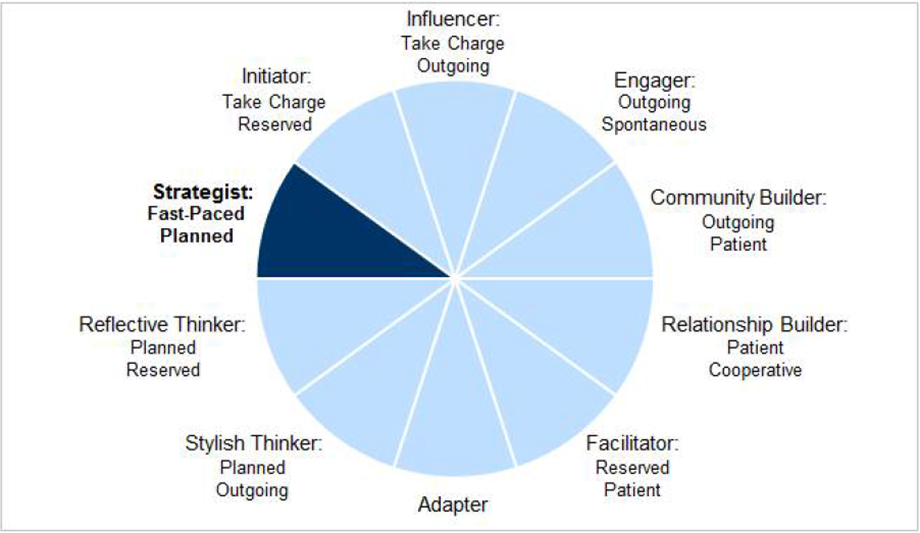 Influencer:
Take Charge
Outgoing
Engager:
Outgoing
Spontaneous
Community Builder:
Outgoing
Patient
Relationship Builder:
Patient
Cooperative
Facilitator:
Reserved
Patient
Adapter
Stylish Thinker:
Planned
Outgoing
Reflective Thinker:
Planned
Reserved
Strategist:
Fast-Paced
Planned
Initiator:
Take Charge
Reserved